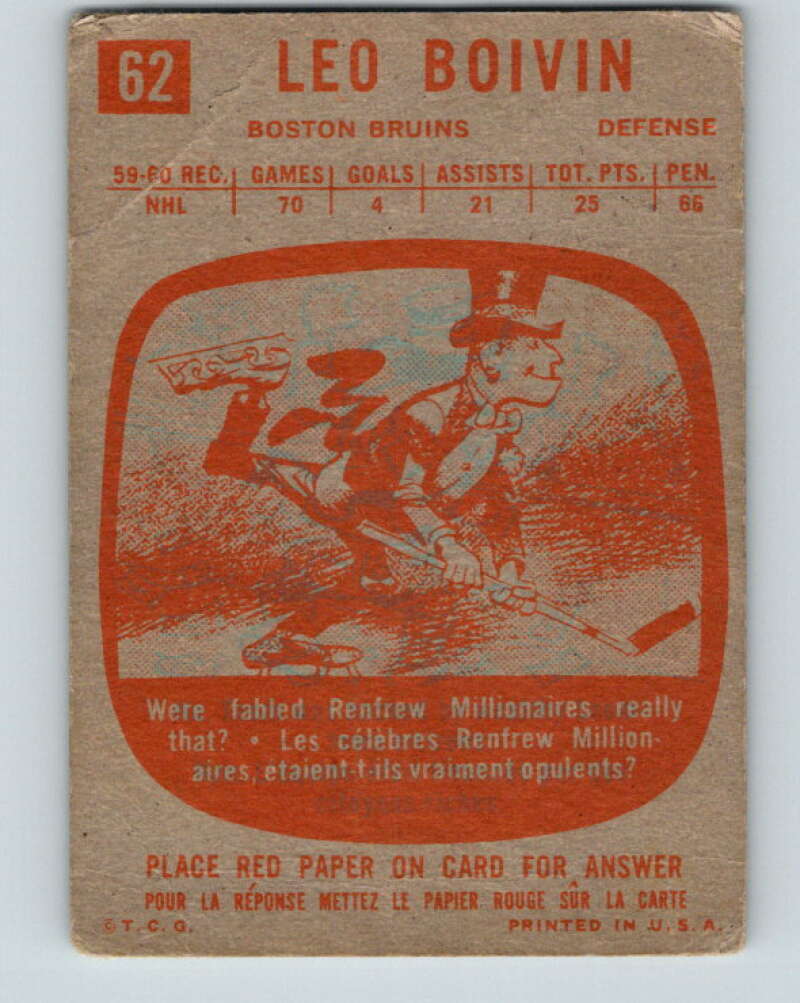 62 LEO BOIVIN
BOSTON BRUINS DEFENSE
59-60 REC. GAMES GOALS ASSISTS TOT. PTS. PEN.
NHL 70 4 21 25 66
Were fabled Renfrew Millionaires really
that? • Les célèbres Renfrew Million-
aires, étaient-t-ils vraiment opulents?
PLACE RED PAPER ON CARD FOR ANSWER
POUR LA RÉPONSE METTEZ LE PAPIER ROUGE SÛR LA CARTE
© T. C. G. PRINTED IN U. S. A.